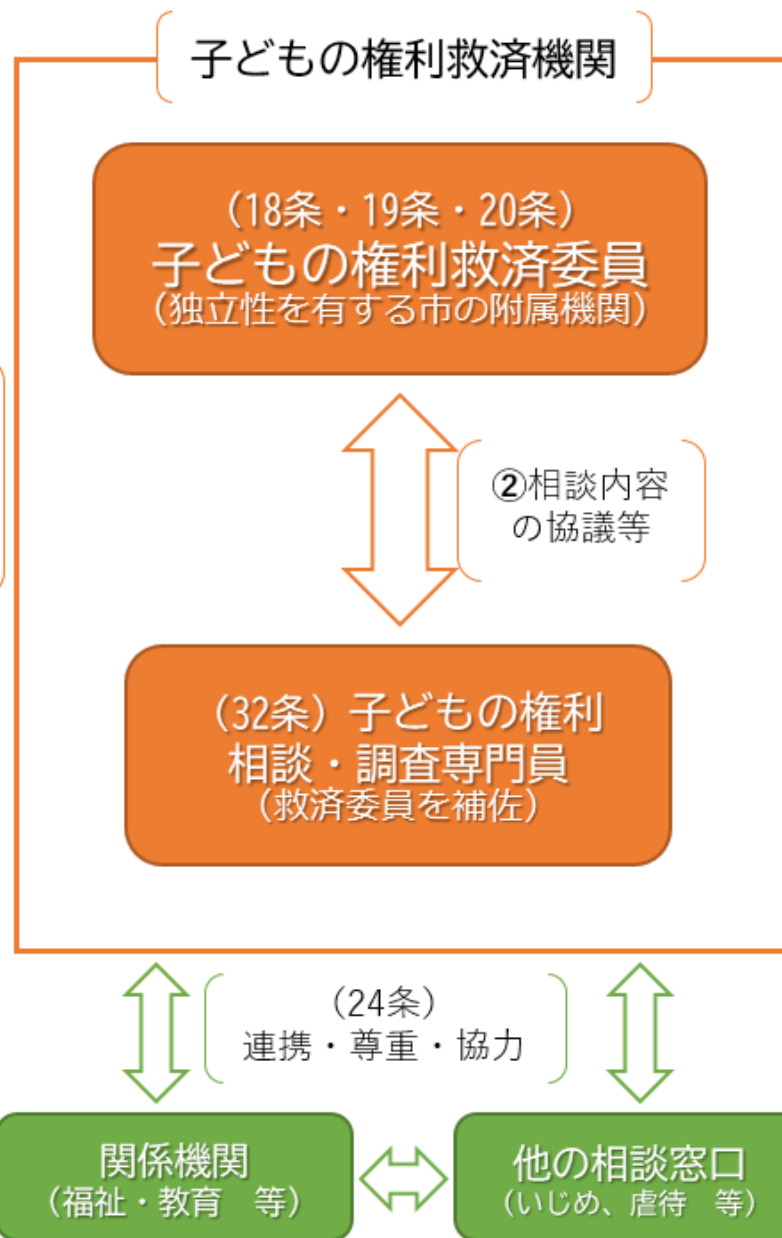 子どもの権利救済機関
（18条・19条・20条）
子どもの権利救済委員
（独立性を有する市の附属機関）
②相談内容
の協議等
（32条）子どもの権利
相談・調査専門員
（救済委員を補佐）
（24条）
連携・尊重・協力
関係機関
（福祉・教育　等）
他の相談窓口
（いじめ、虐待　等）